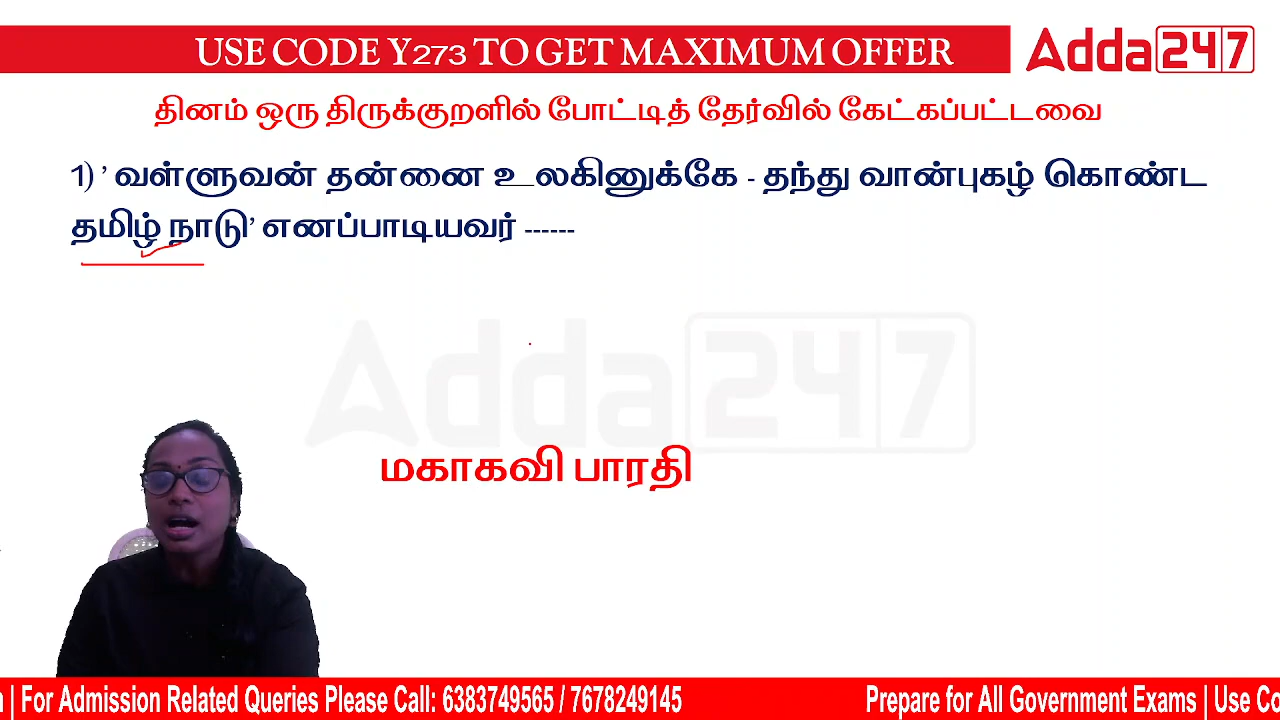 USE CODE Y273 TO GET MAXIMUM OFFER
Adda247
தினம் ஒரு திருக்குறளில் போட்டித் தேர்வில் கேட்கப்பட்டவை
1) ' வள்ளுவன் தன்னை உலகினுக்கே - தந்து வான்புகழ் கொண்ட
தமிழ் நாடு' எனப்பாடியவர் ------
Adda247
மகாகவி பாரதி
| For Admission Related Queries Please Call: 6383749565 / 7678249145 Prepare for All Government Exams | Use